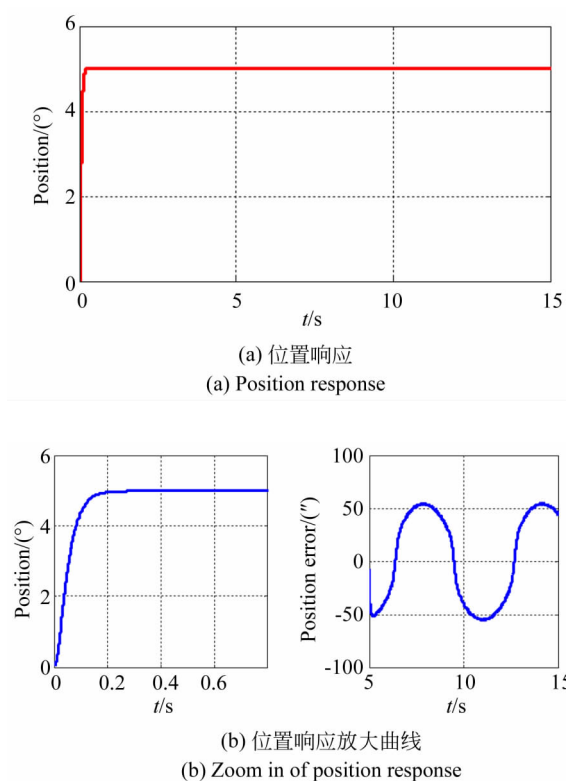 6
4
2
0
Position/(°)
0
5
10
15
t/s
(a) 位置响应
(a) Position response
6
4
2
0
Position/(°)
0
0.2
0.4
0.6
t/s
100
50
0
-50
-100
Position error/(″)
5
10
15
t/s
(b) 位置响应放大曲线
(b) Zoom in of position response